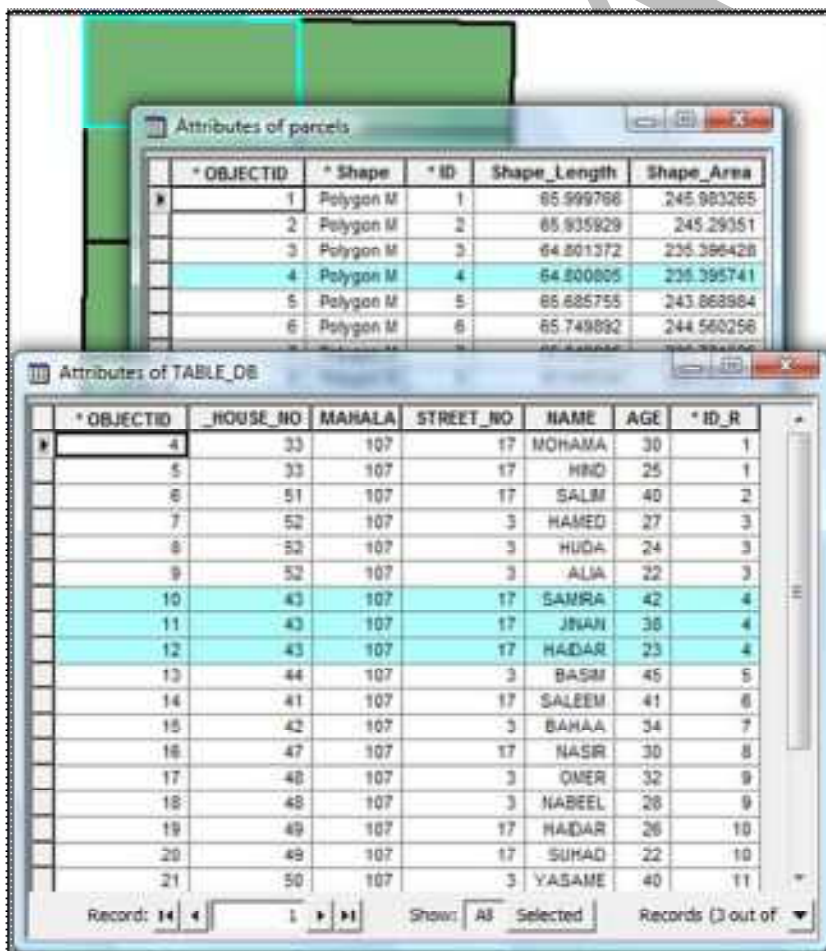 Attributes of parcels
* OBJECTID * Shape * ID Shape_Length Shape_Area
1 Polygon M 1 65.999766 245.983265
2 Polygon M 2 65.935929 245.29351
3 Polygon M 3 64.801372 235.396428
4 Polygon M 4 64.800805 235.395741
5 Polygon M 5 65.685755 243.868984
6 Polygon M 6 65.749892 244.560256
Attributes of TABLE_DB
* OBJECTID _HOUSE_NO MAHALA STREET_NO NAME AGE * ID_R
4 33 107 17 MOHAMA 30 1
5 33 107 17 HIND 25 1
6 51 107 17 SALIM 40 2
7 52 107 3 HAMED 27 3
8 52 107 3 HUDA 24 3
9 52 107 3 ALIA 22 3
10 43 107 17 SAMIRA 42 4
11 43 107 17 JINAN 38 4
12 43 107 17 HAIDAR 23 4
13 44 107 3 BASIM 45 5
14 41 107 17 SALEEM 41 6
15 42 107 3 BAHAA 34 7
16 47 107 17 NASIR 30 8
17 48 107 3 OMER 32 9
18 48 107 3 NABEEL 28 9
19 49 107 17 HAIDAR 26 10
20 49 107 17 SUHAD 22 10
21 50 107 3 YASAME 40 11
Record: 1 Show: All Selected Records (3 out of